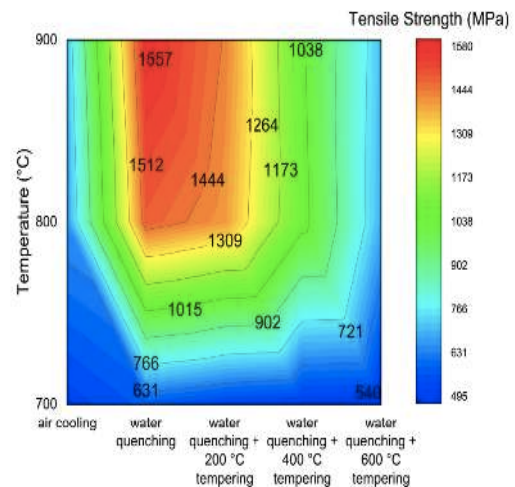 Tensile Strength (MPa)
900
1038
1557
1580
1444
1264
1309
1512
1173
1444
1173
Temperature (°C)
1038
800
1309
902
766
1015
902
721
631
766
631
540
495
700
air cooling
water
quenching
water
quenching +
200 °C
tempering
water
quenching +
400 °C
tempering
water
quenching +
600 °C
tempering